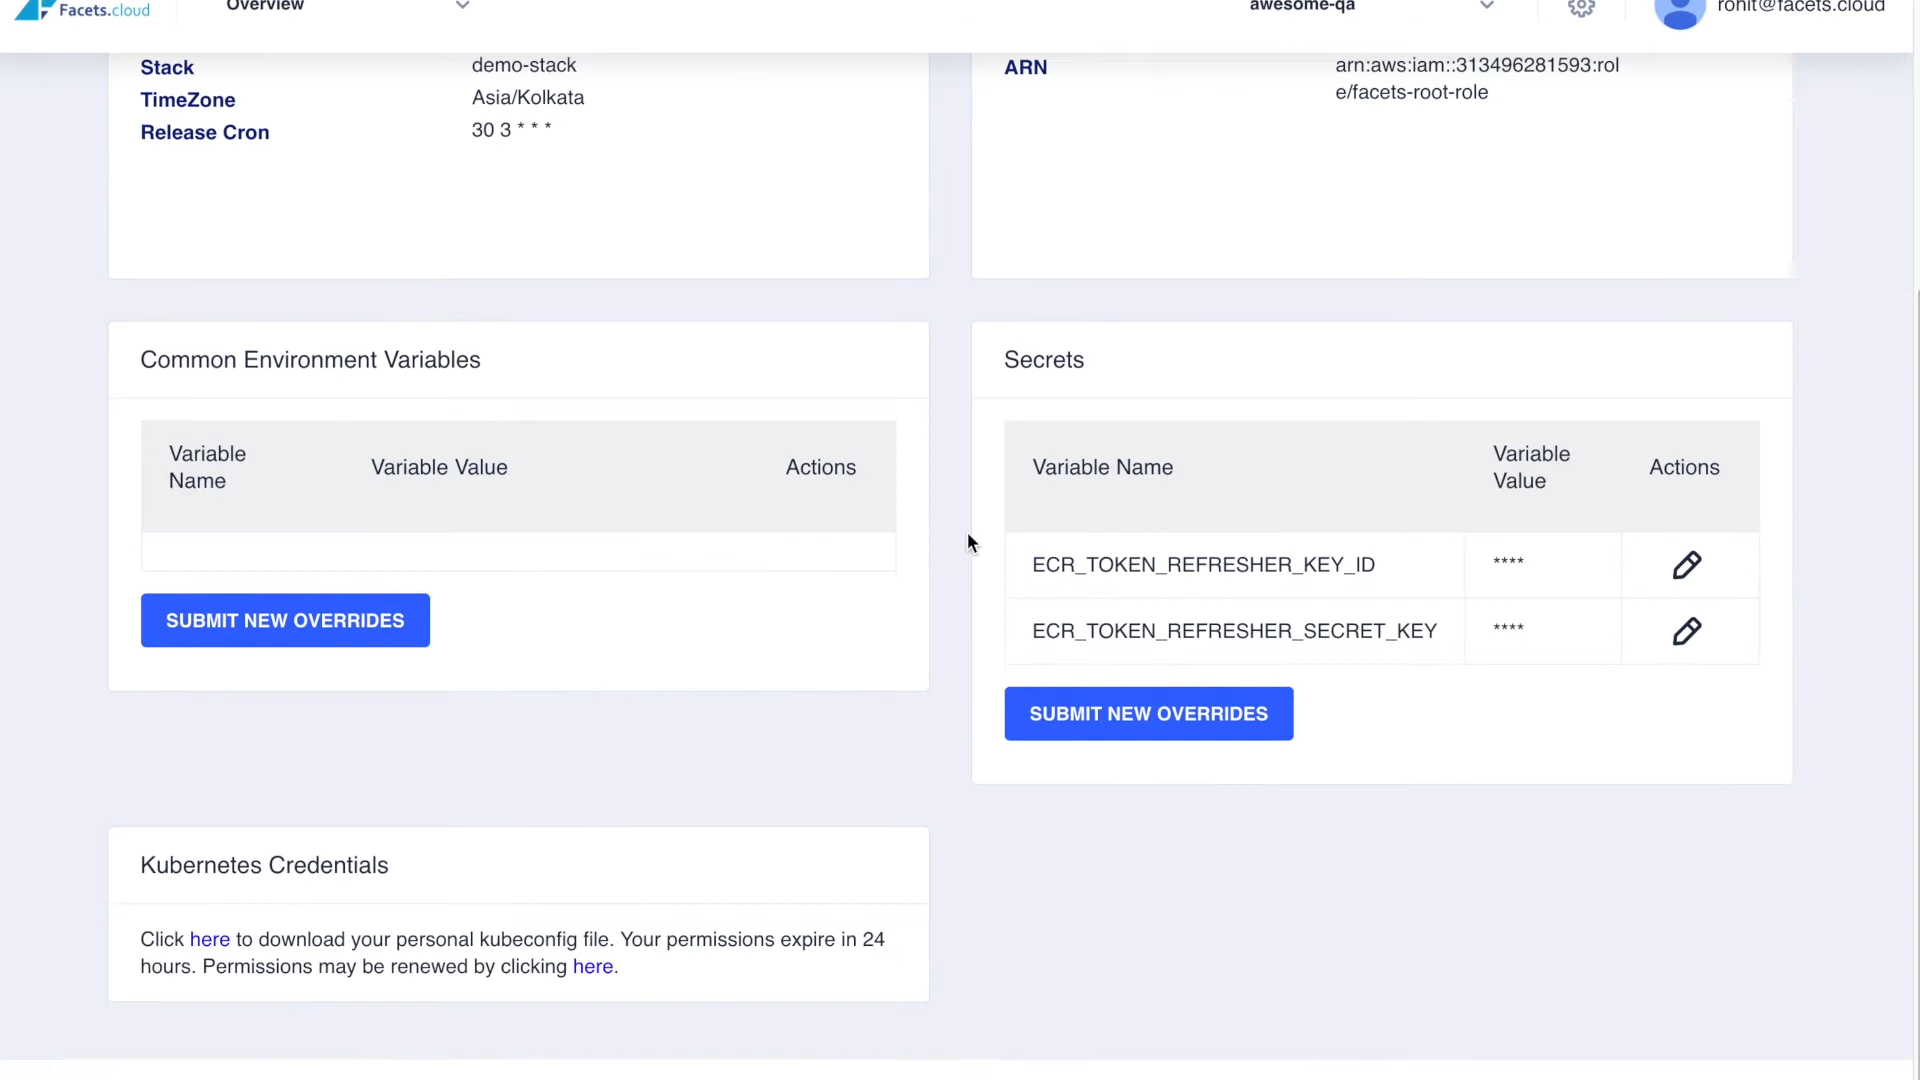 Facets.cloud
Overview
awesome-qa
rohit@facets.cloud
Stack
demo-stack
TimeZone
Asia/Kolkata
Release Cron
30 3 * * *
ARN
arn:aws:iam::313496281593:rol
e/facets-root-role
Common Environment Variables
Variable
Name
Variable Value
Actions
SUBMIT NEW OVERRIDES
Secrets
Variable Name
Variable
Value
Actions
ECR_TOKEN_REFRESHER_KEY_ID
****
ECR_TOKEN_REFRESHER_SECRET_KEY
****
SUBMIT NEW OVERRIDES
Kubernetes Credentials
Click here to download your personal kubeconfig file. Your permissions expire in 24
hours. Permissions may be renewed by clicking here.